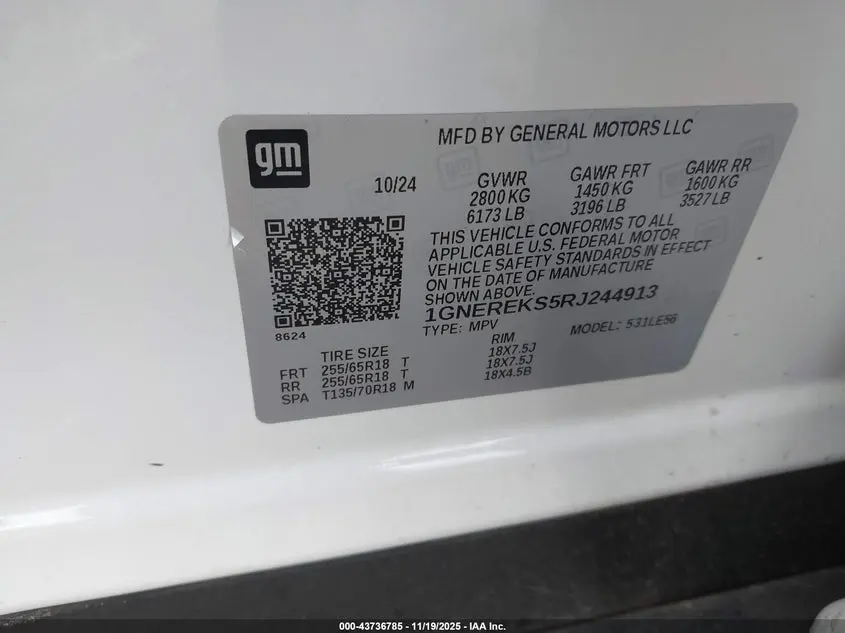 gm
MFD BY GENERAL MOTORS LLC
10/24
GVWR
2800 KG
6173 LB
GAWR FRT
1450 KG
3196 LB
GAWR RR
1600 KG
3527 LB
THIS VEHICLE CONFORMS TO ALL
APPLICABLE U.S. FEDERAL MOTOR
VEHICLE SAFETY STANDARDS IN EFFECT
ON THE DATE OF MANUFACTURE
SHOWN ABOVE.
1GNEREKS5RJ244913
TYPE: MPV MODEL: 531LE56
8624
TIRE SIZE RIM
FRT 255/65R18 T 18X7.5J
RR 255/65R18 T 18X7.5J
SPA T135/70R18 M 18X4.5B
000-43736785 - 11/19/2025 - IAA Inc.